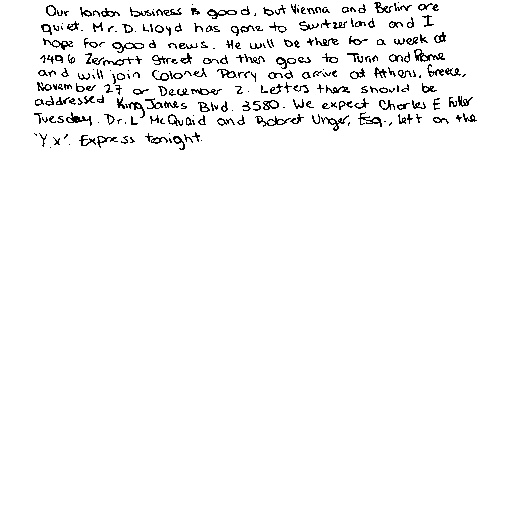 Our london business is good, but Vienna and Berlin are
quiet. Mr. D. Lloyd has gone to Switzerland and I
hope for good news. He will be there for a week at
1496 Zermott Street and then goes to Turin and Rome
and will join Colonel Parry and arrive at Athens, Greece,
November 27 or December 2. Letters there should be
addressed King James Blvd. 3580. We expect Charles E Fuller
Tuesday. Dr. L McQuaid and Bobret Unger, Esq., left on the
'Y.X'. Express tonight.